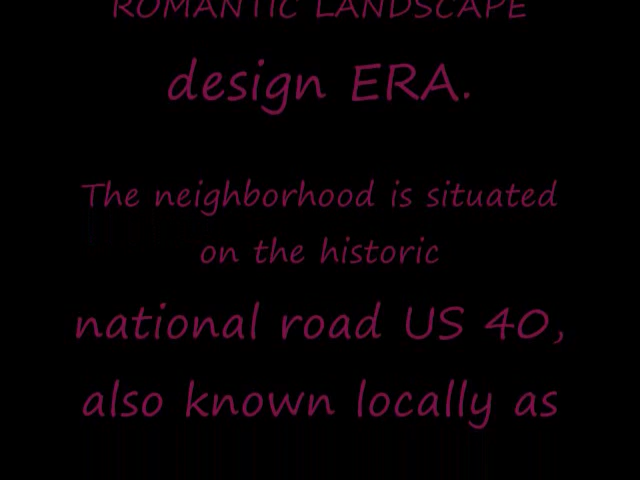 ROMANTIC LANDSCAPE
design ERA.
The neighborhood is situated
on the historic
national road US 40,
also known locally as